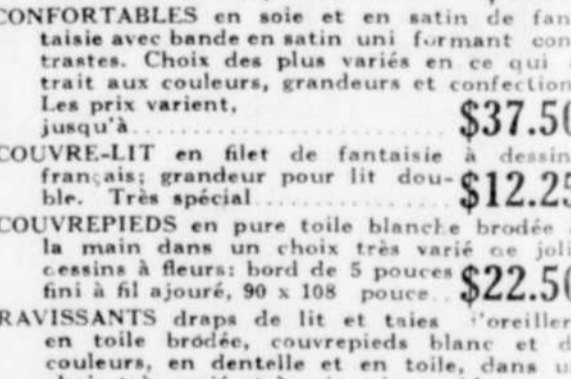 CONFORTABLES en soie et en satin de fan
taisie avec bande en satin uni formant con
trastes. Choix des plus variés en ce qui
trait aux couleurs, grandeurs et confection
Les prix varient,
jusqu'à.......................... $37.50
COUVRE-LIT en filet de fantaisie à dessin
français; grandeur pour lit dou-
ble. Très spécial.................. $12.25
COUVREPIEDS en pure toile blanche brodée
la main dans un choix très varié de joli
dessins à fleurs: bord de 5 pouces
fini à fil ajouré, 90 x 108 pouce.. $22.50
RAVISSANTS draps de lit et taies d'oreiller
en toile brodée, couvrepieds blanc et d
couleurs, en dentelle et en toile, dans u